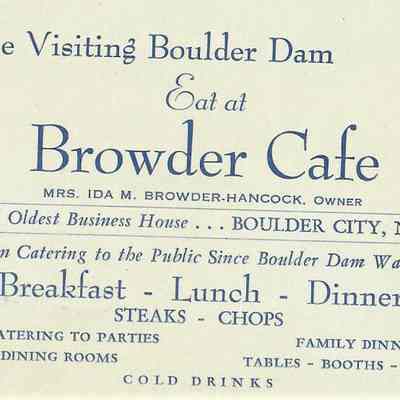 e Visiting Boulder Dam
Eat at
Browder Cafe
MRS. IDA M. BROWDER-HANCOCK, OWNER
Oldest Business House . . . BOULDER CITY, N
n Catering to the Public Since Boulder Dam Wa
Breakfast - Lunch - Dinner
STEAKS - CHOPS
ATERING TO PARTIES FAMILY DINN
DINING ROOMS TABLES - BOOTHS -
COLD DRINKS